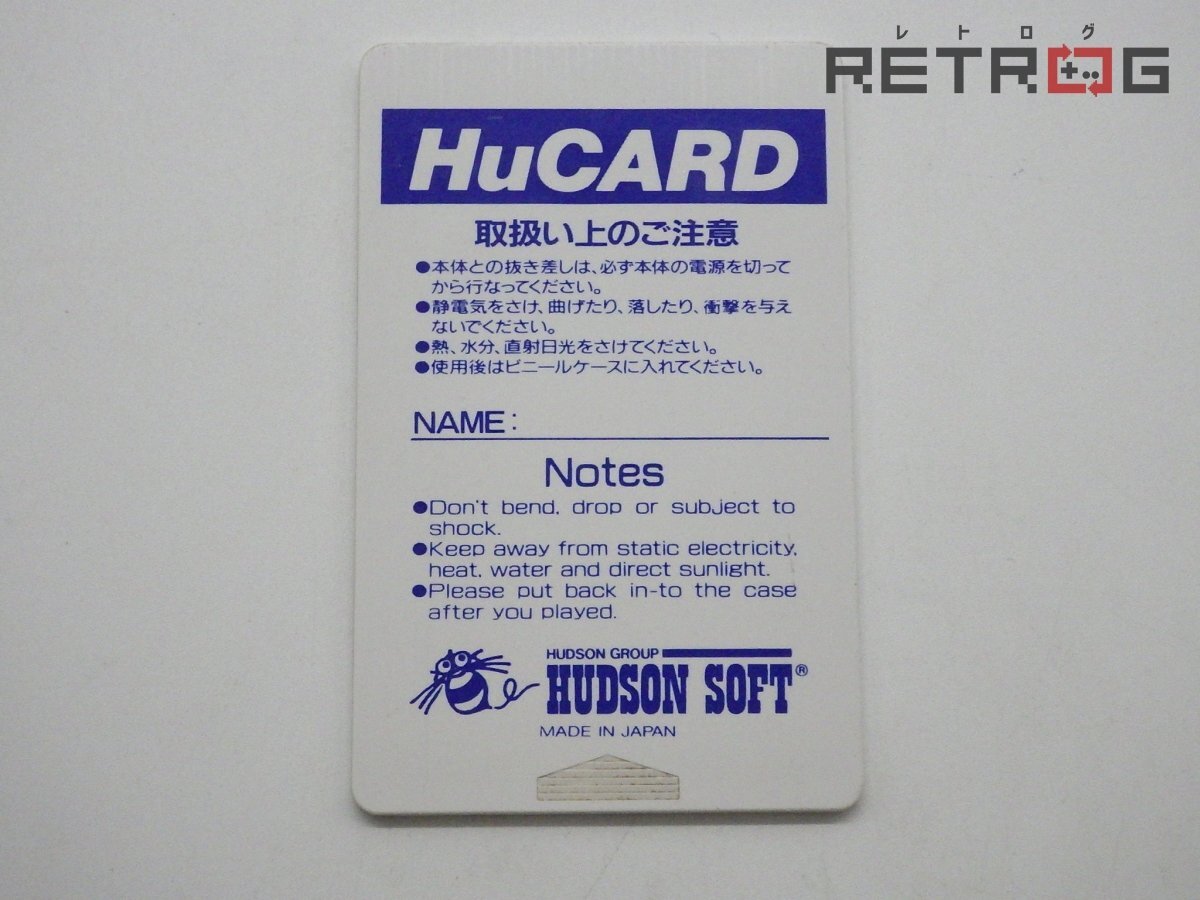 レトログ
RETROG
HuCARD
取扱い上のご注意
●本体との抜き差しは、必ず本体の電源を切って
から行なってください。
●静電気をさけ、曲げたり、落したり、衝撃を与え
ないでください。
●熱、水分、直射日光をさけてください。
●使用後はビニールケースに入れてください。
NAME:
Notes
●Don't bend, drop or subject to
shock.
●Keep away from static electricity,
heat, water and direct sunlight.
●Please put back in-to the case
after you played.
HUDSON GROUP
HUDSON SOFT®
MADE IN JAPAN